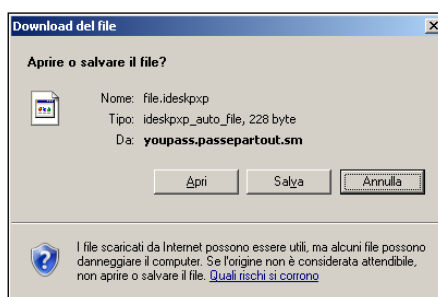 Download del file
Aprire o salvare il file?
Nome: file.ideskpxp
Tipo: ideskpxp_auto_file, 228 byte
Da: youpass.passepartout.sm
Apri Salva Annulla
I file scaricati da Internet possono essere utili, ma alcuni file possono
danneggiare il computer. Se l'origine non è considerata attendibile,
non aprire o salvare il file. Quali rischi si corrono